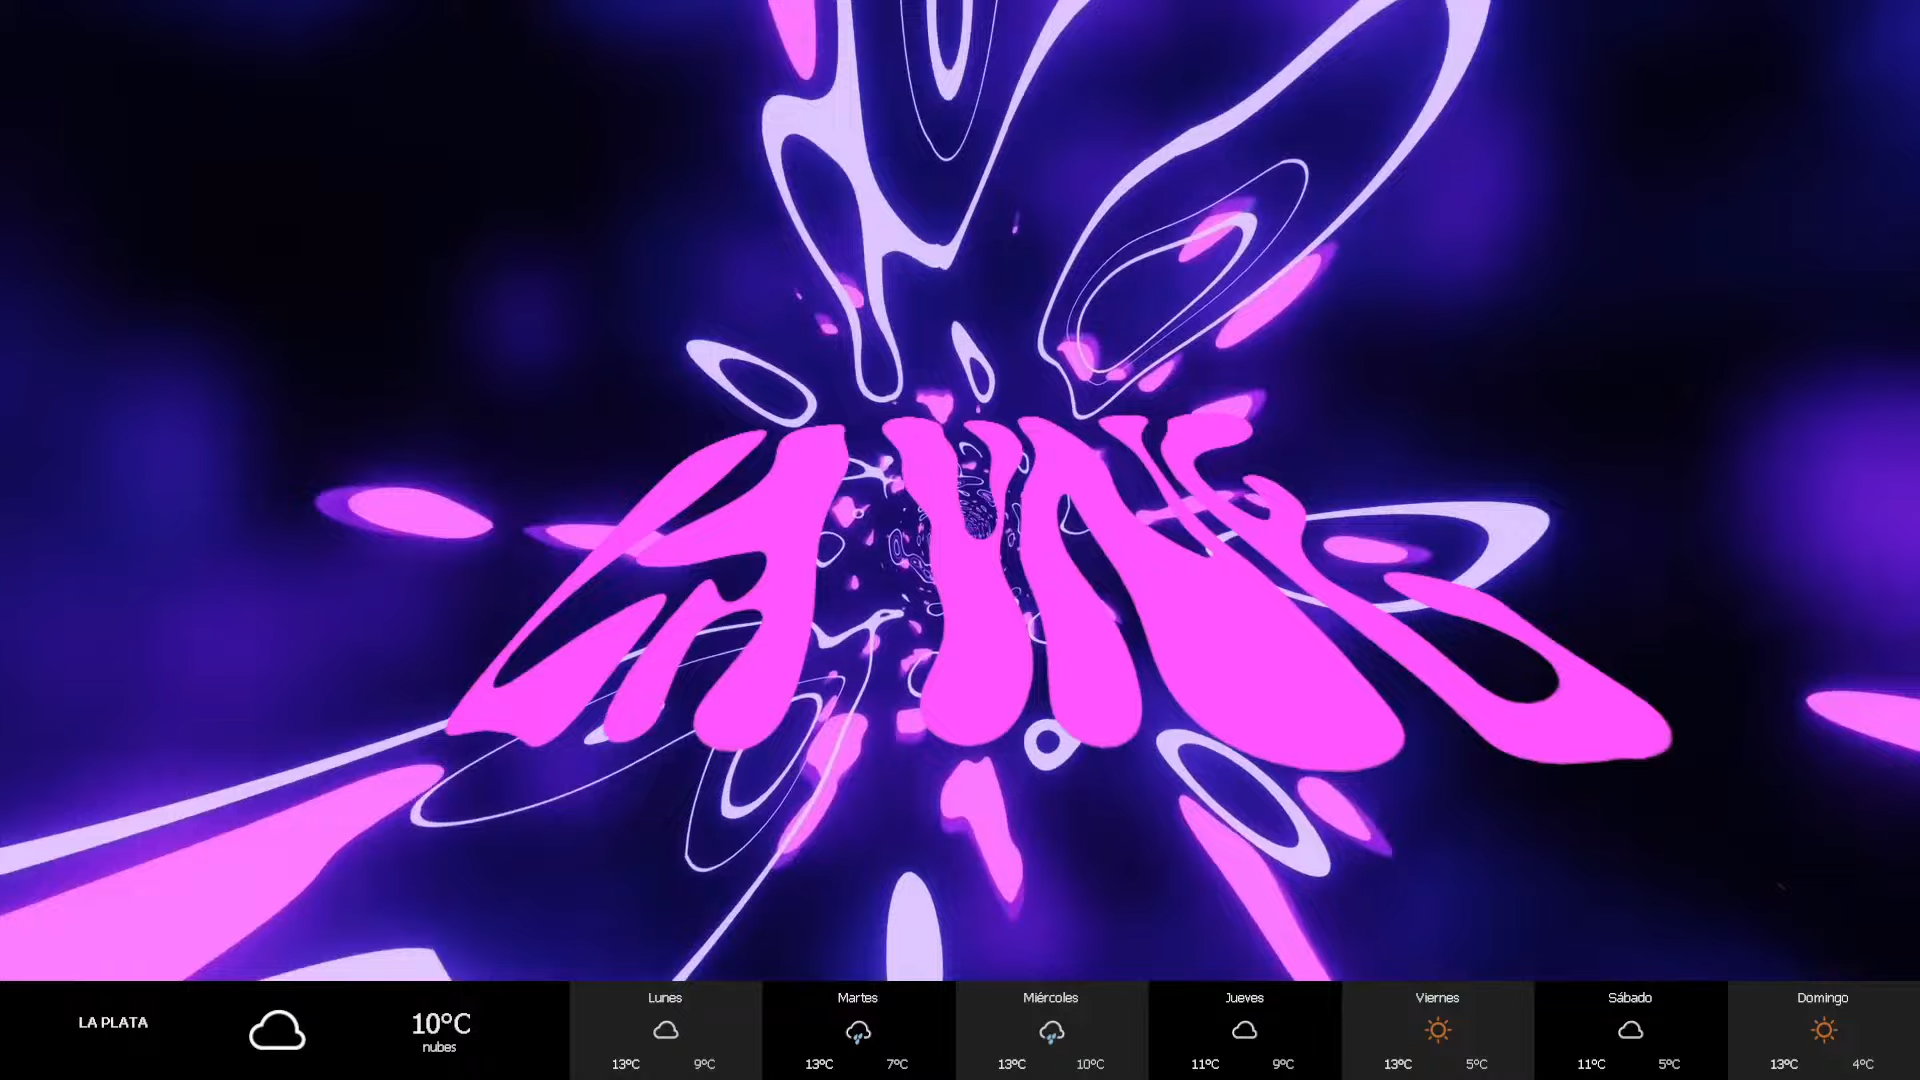 LA PLATA
10°C
nubes
Lunes
13°C 9°C
Martes
13°C 7°C
Miércoles
13°C 10°C
Jueves
11°C 9°C
Viernes
13°C 5°C
Sábado
11°C 5°C
Domingo
13°C 4°C